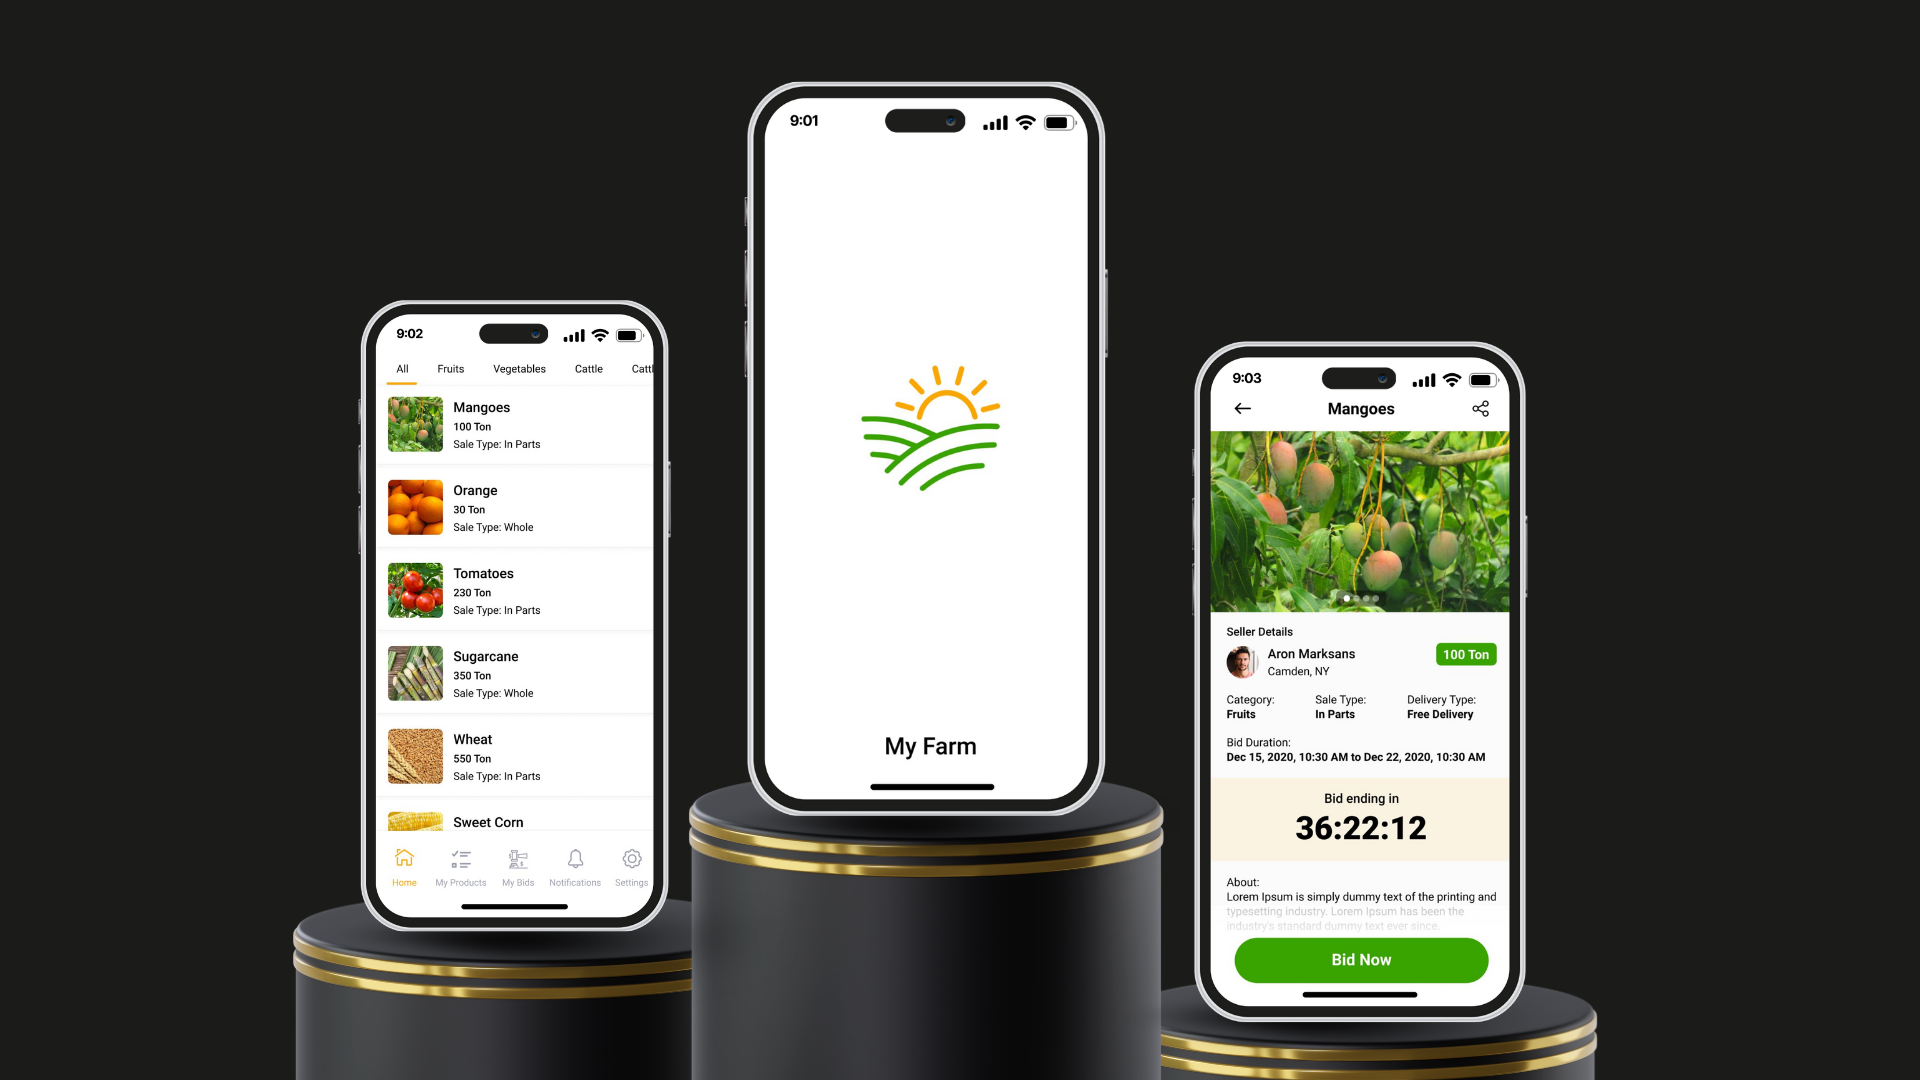 9:02
All Fruits Vegetables Cattle Cattl
Mangoes
100 Ton
Sale Type: In Parts
Orange
30 Ton
Sale Type: Whole
Tomatoes
230 Ton
Sale Type: In Parts
Sugarcane
350 Ton
Sale Type: Whole
Wheat
550 Ton
Sale Type: In Parts
Sweet Corn
Home My Products My Bids Notifications Settings
9:01
My Farm
9:03
Mangoes
Seller Details
Aron Marksans
Camden, NY
100 Ton
Category: Sale Type: Delivery Type:
Fruits In Parts Free Delivery
Bid Duration:
Dec 15, 2020, 10:30 AM to Dec 22, 2020, 10:30 AM
Bid ending in
36:22:12
About:
Lorem Ipsum is simply dummy text of the printing and
typesetting industry. Lorem Ipsum has been the
industry's standard dummy text ever since.
Bid Now